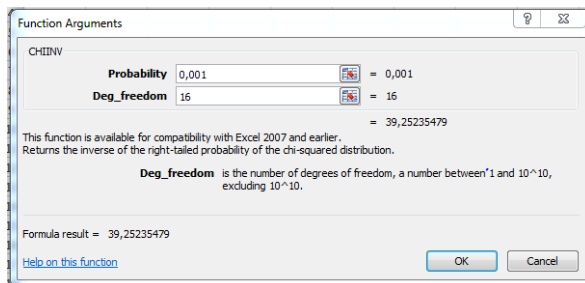 Function Arguments
CHIINV
Probability 0,001 = 0,001
Deg_freedom 16 = 16
= 39,25235479
This function is available for compatibility with Excel 2007 and earlier.
Returns the inverse of the right-tailed probability of the chi-squared distribution.
Deg_freedom is the number of degrees of freedom, a number between 1 and 10^10,
excluding 10^10.
Formula result = 39,25235479
Help on this function OK Cancel